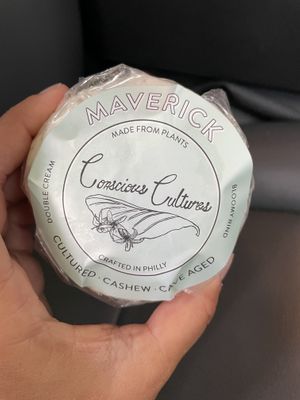 MAVERICK
MADE FROM PLANTS
DOUBLE CREAM
Conscious Cultures
BLOOMY RIND
CRAFTED IN PHILLY
CULTURED · CASHEW · CAVE AGED